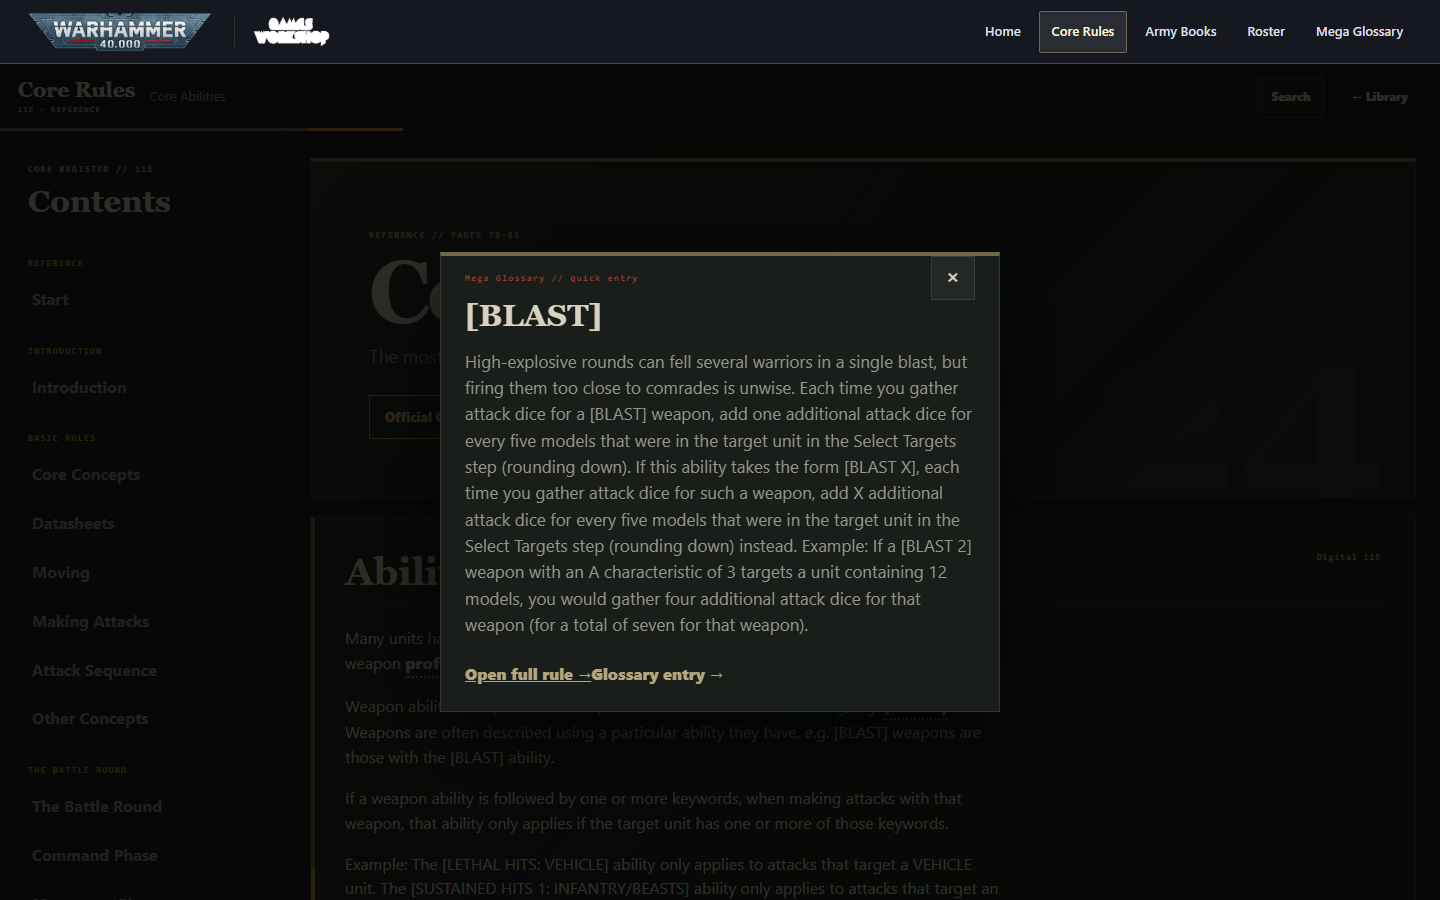 WARHAMMER
40,000
GAMES
WORKSHOP
Home
Core Rules
Army Books
Roster
Mega Glossary
Core Rules
11E · REFERENCE
Core Abilities
Search
← Library
CORE REGISTER // 11E
Contents
REFERENCE
Start
INTRODUCTION
Introduction
BASIC RULES
Core Concepts
Datasheets
Moving
Making Attacks
Attack Sequence
Other Concepts
THE BATTLE ROUND
The Battle Round
Command Phase
REFERENCE // PAGES 78-85
The most
Official
24
Mega Glossary // quick entry
×
[BLAST]
High-explosive rounds can fell several warriors in a single blast, but
firing them too close to comrades is unwise. Each time you gather
attack dice for a [BLAST] weapon, add one additional attack dice for
every five models that were in the target unit in the Select Targets
step (rounding down). If this ability takes the form [BLAST X], each
time you gather attack dice for such a weapon, add X additional
attack dice for every five models that were in the target unit in the
Select Targets step (rounding down) instead. Example: If a [BLAST 2]
weapon with an A characteristic of 3 targets a unit containing 12
models, you would gather four additional attack dice for that
weapon (for a total of seven for that weapon).
Open full rule →Glossary entry →
Digital 11E
Many units ha
weapon prof
Weapon abili
Weapons are often described using a particular ability they have, e.g. [BLAST] weapons are
those with the [BLAST] ability.
If a weapon ability is followed by one or more keywords, when making attacks with that
weapon, that ability only applies if the target unit has one or more of those keywords.
Example: The [LETHAL HITS: VEHICLE] ability only applies to attacks that target a VEHICLE
unit. The [SUSTAINED HITS 1: INFANTRY/BEASTS] ability only applies to attacks that target an